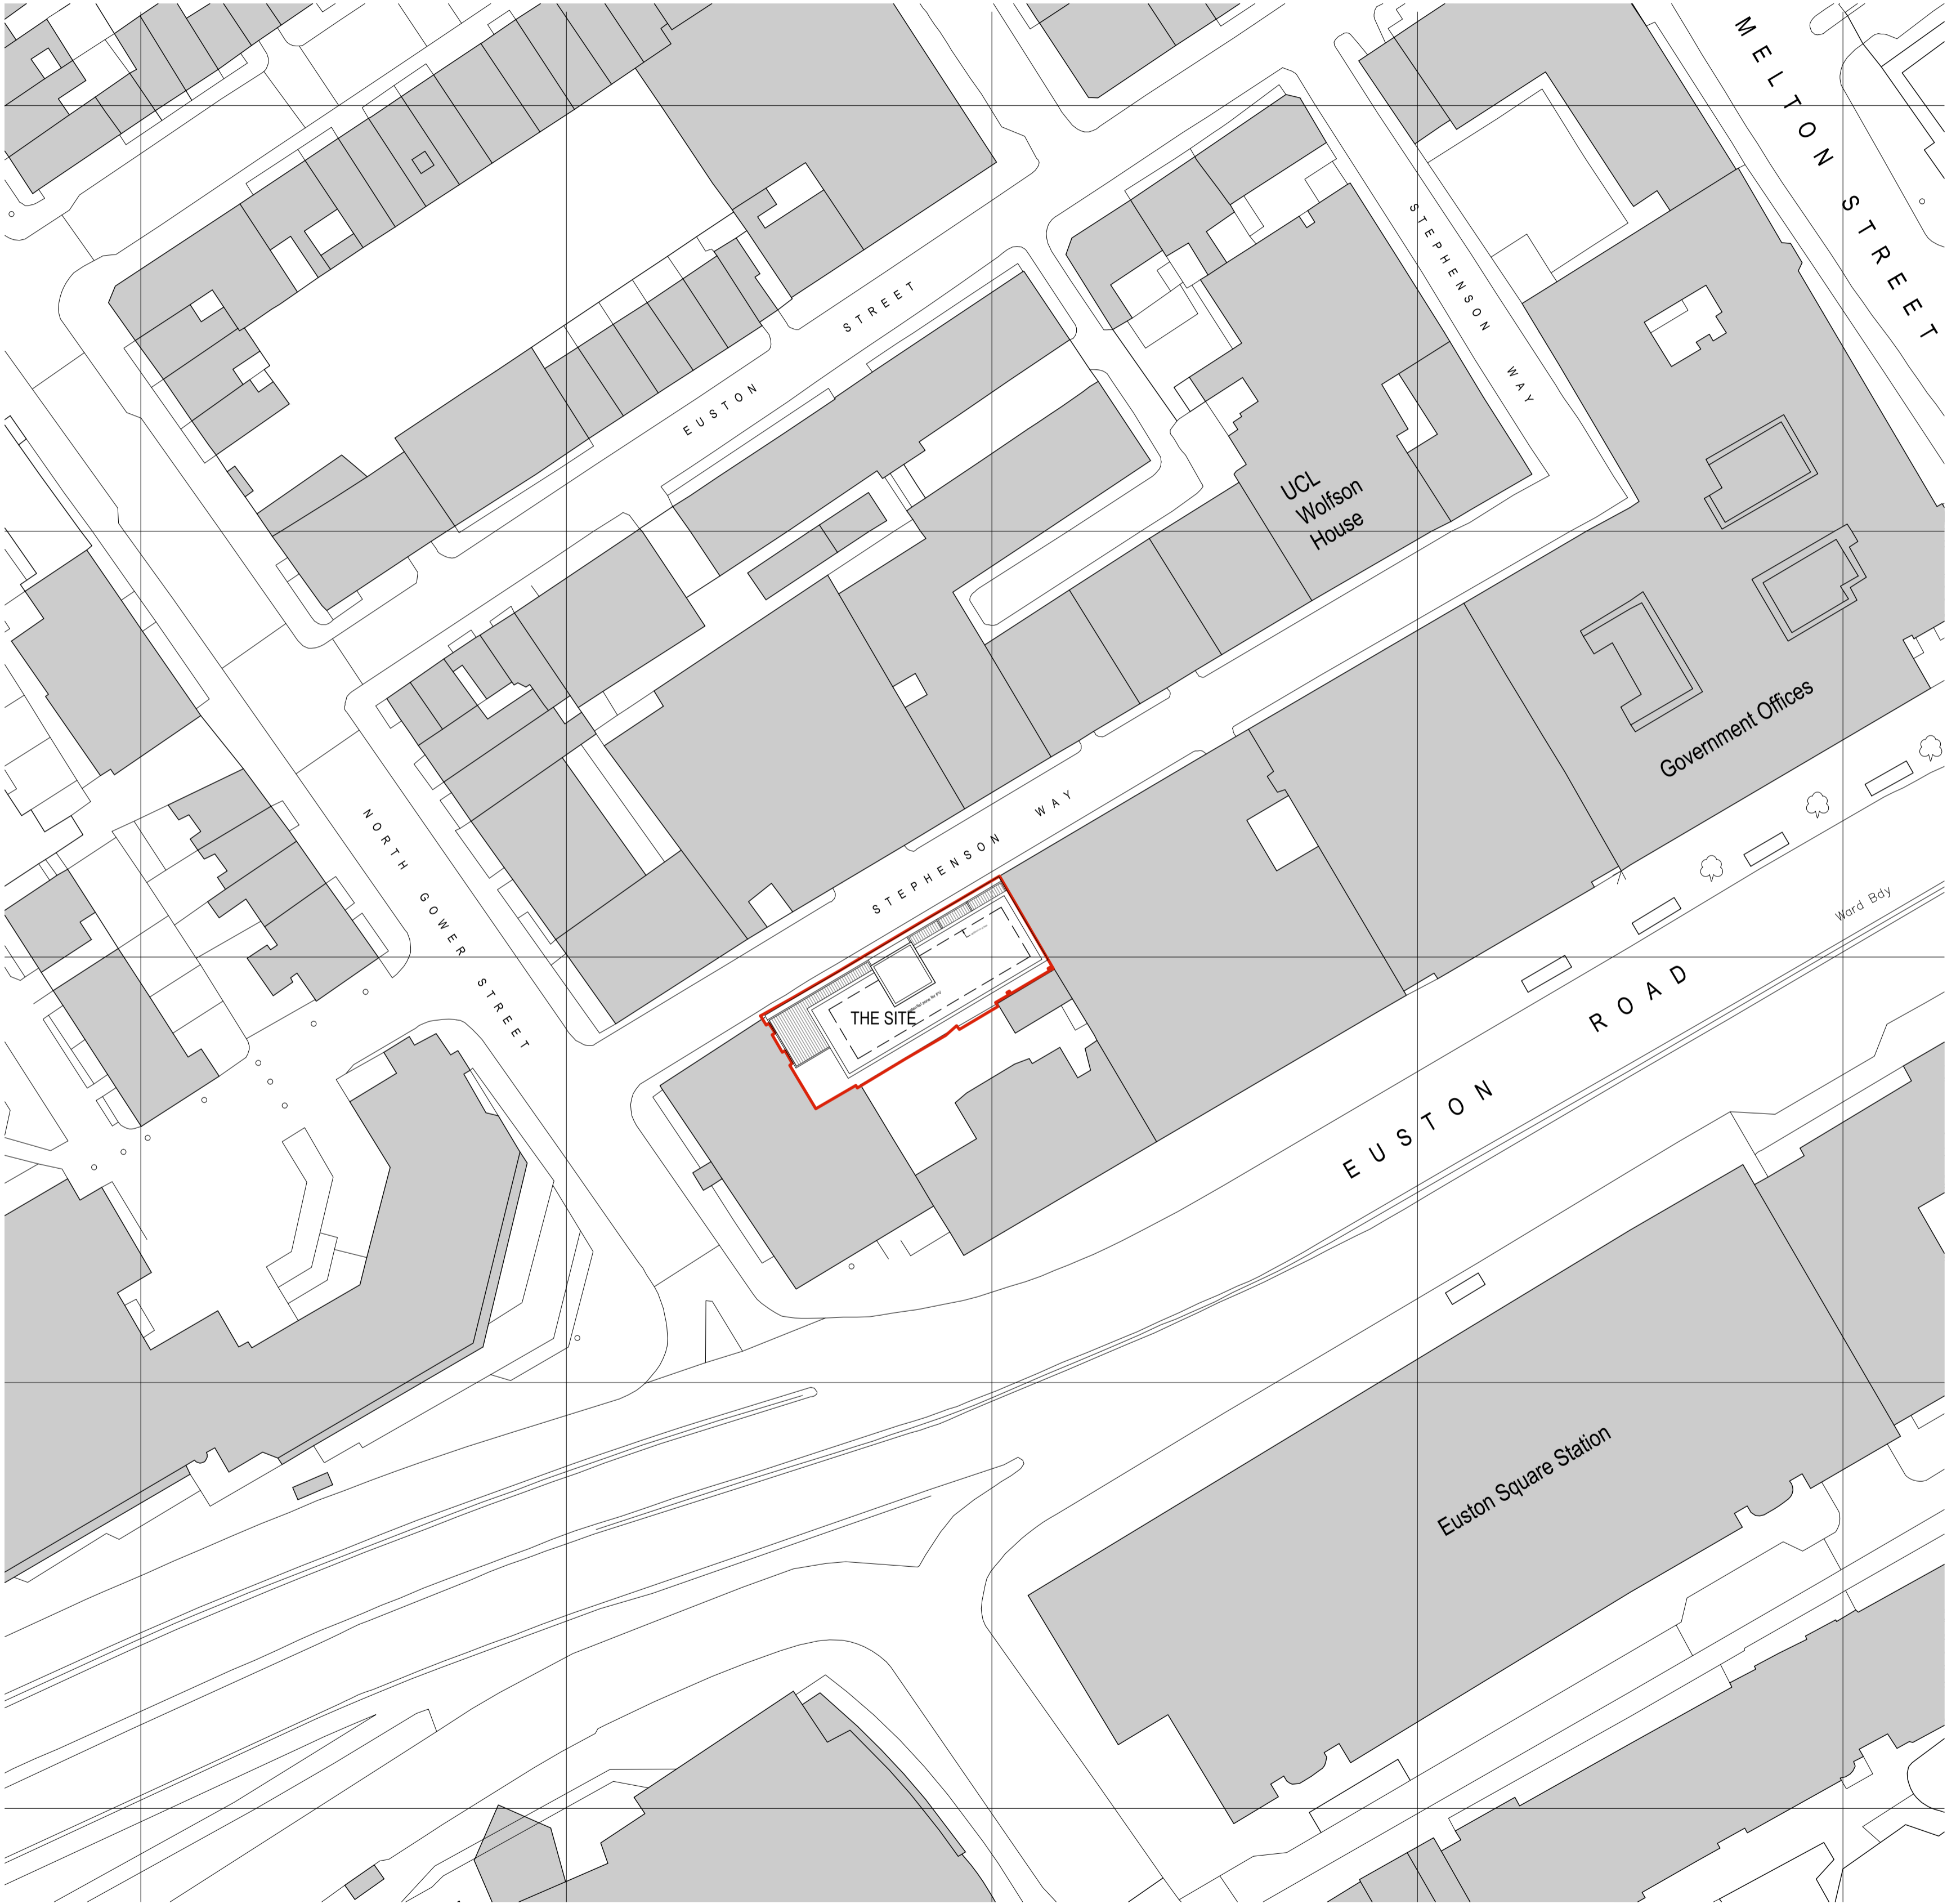 MELTON STREET
STEPHENSON WAY
EUSTON STREET
UCL
Wolfson
House
Government Offices
NORTH GOWER STREET
STEPHENSON WAY
THE SITE
Ward Bdy
EUSTON ROAD
Euston Square Station